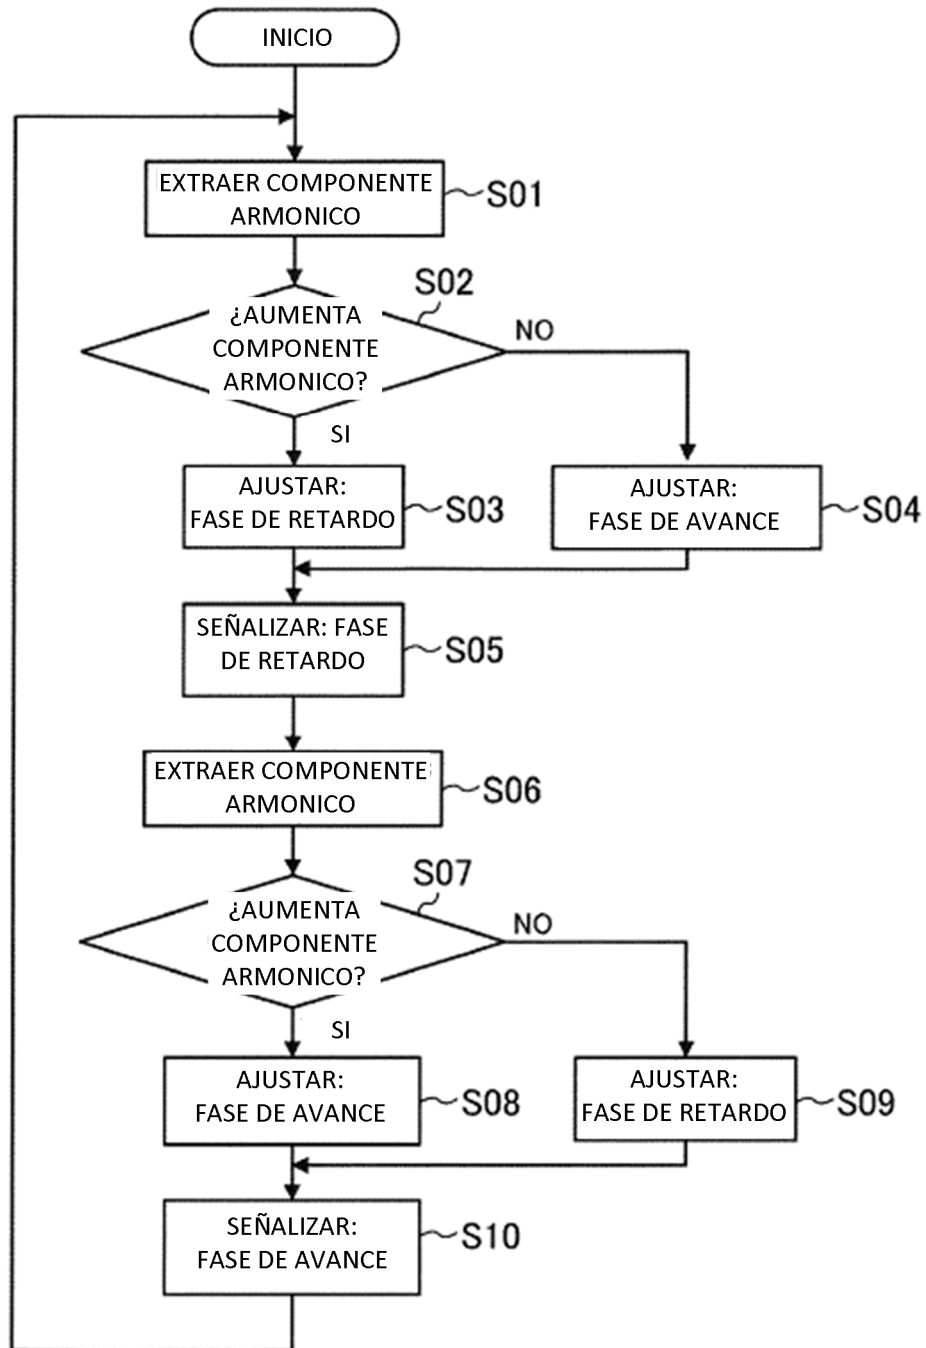 INICIO
EXTRAER COMPONENTE
ARMONICO
S01
S02
¿AUMENTA
COMPONENTE
ARMONICO?
NO
SI
AJUSTAR:
FASE DE RETARDO
S03
AJUSTAR:
FASE DE AVANCE
S04
SEÑALIZAR: FASE
DE RETARDO
S05
EXTRAER COMPONENTE
ARMONICO
S06
S07
¿AUMENTA
COMPONENTE
ARMONICO?
NO
SI
AJUSTAR:
FASE DE AVANCE
S08
AJUSTAR:
FASE DE RETARDO
S09
SEÑALIZAR:
FASE DE AVANCE
S10